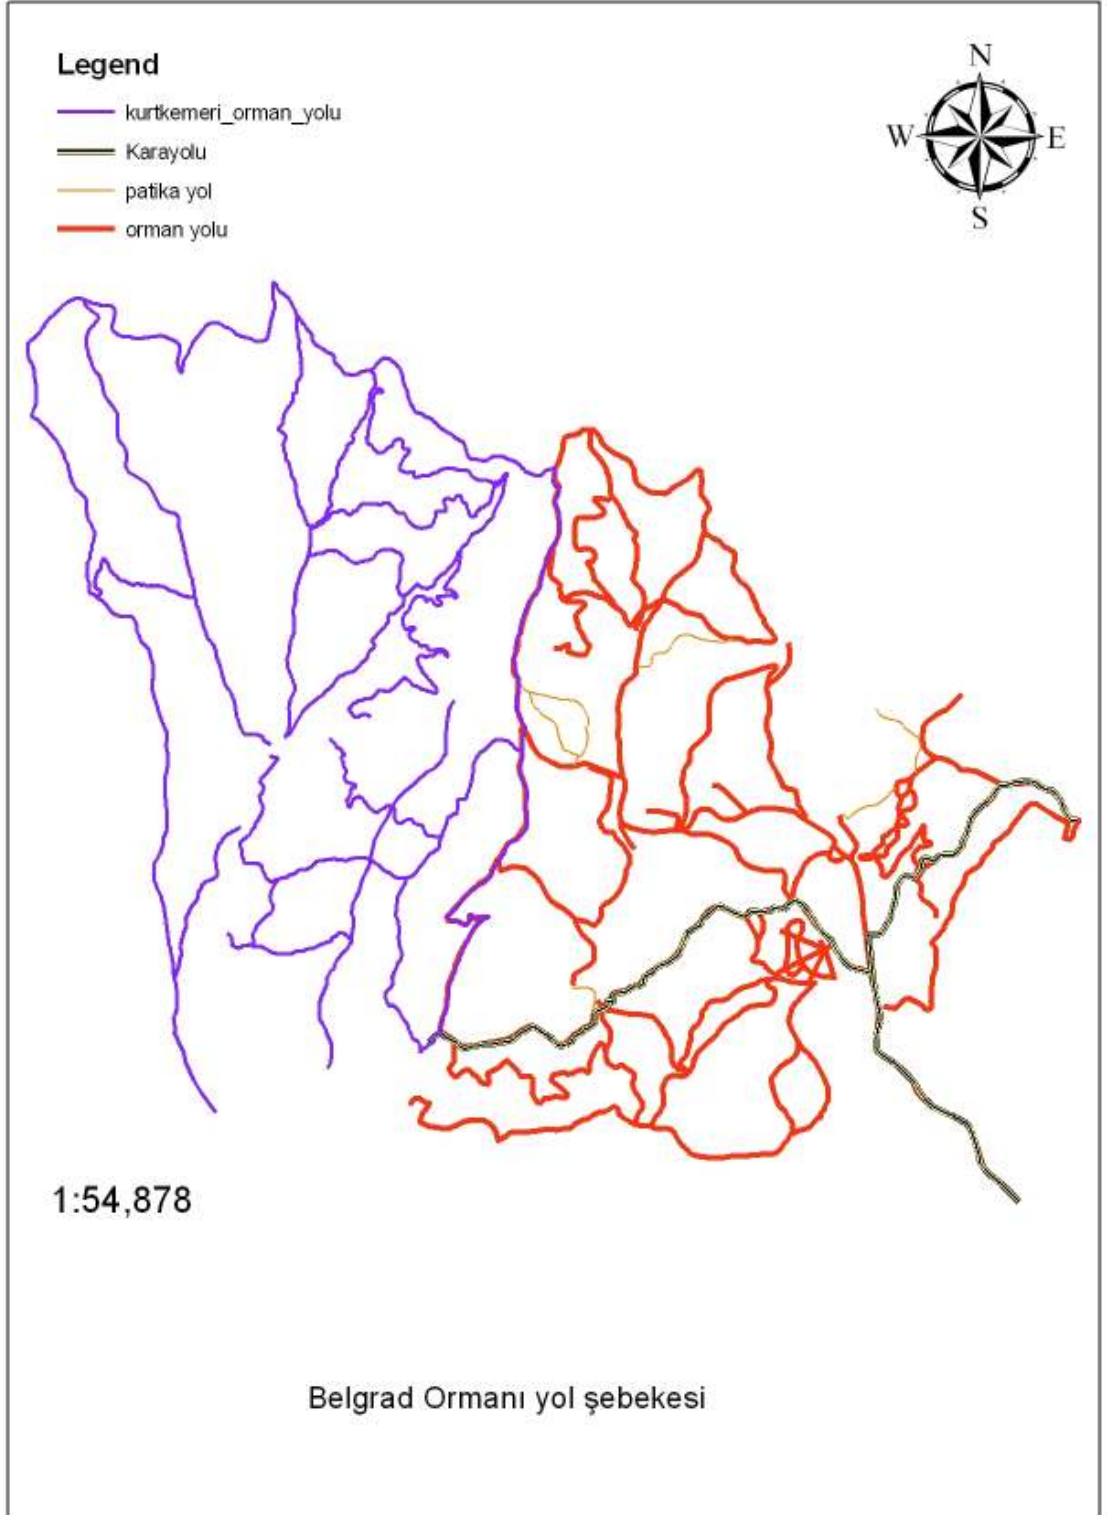 Legend
kurtkemeri_orman_yolu
Karayolu
patika yol
orman yolu
N
W
E
S
1:54,878
Belgrad Ormanı yol şebekesi